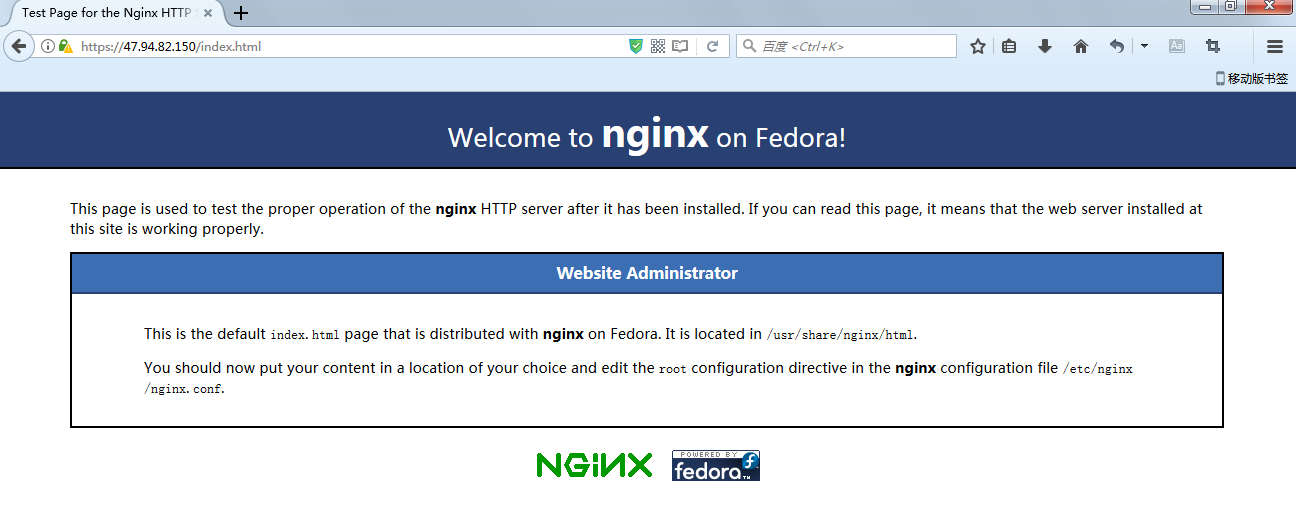 Test Page for the Nginx HTTP
https://47.94.82.150/index.html
百度 <Ctrl+K>
移动版书签
Welcome to nginx on Fedora!
This page is used to test the proper operation of the nginx HTTP server after it has been installed. If you can read this page, it means that the web server installed at
this site is working properly.
Website Administrator
This is the default index.html page that is distributed with nginx on Fedora. It is located in /usr/share/nginx/html.
You should now put your content in a location of your choice and edit the root configuration directive in the nginx configuration file /etc/nginx
/nginx.conf.
NGINX
POWERED BY
fedora